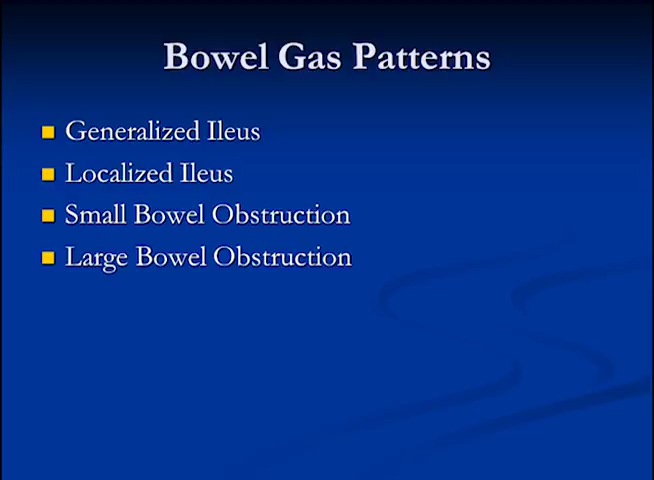 Bowel Gas Patterns
Generalized Ileus
Localized Ileus
Small Bowel Obstruction
Large Bowel Obstruction